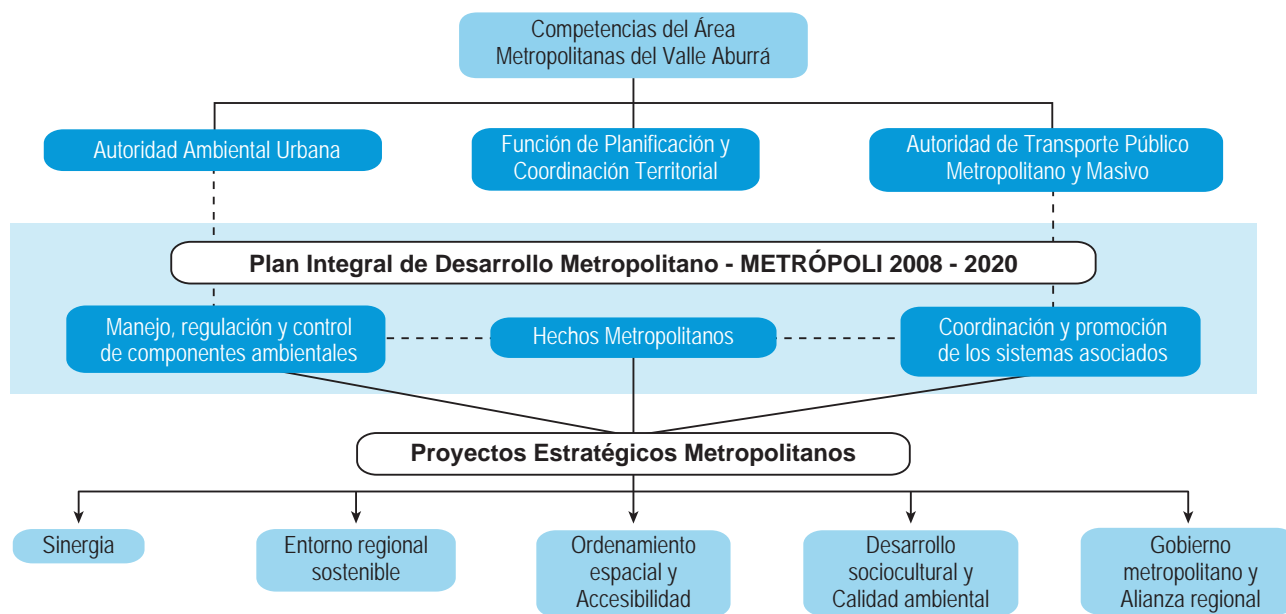 Competencias del Área
Metropolitanas del Valle Aburrá
Autoridad Ambiental Urbana
Función de Planificación y
Coordinación Territorial
Autoridad de Transporte Público
Metropolitano y Masivo
Plan Integral de Desarrollo Metropolitano - METRÓPOLI 2008 - 2020
Manejo, regulación y control
de componentes ambientales
Hechos Metropolitanos
Coordinación y promoción
de los sistemas asociados
Proyectos Estratégicos Metropolitanos
Sinergia
Entorno regional
sostenible
Ordenamiento
espacial y
Accesibilidad
Desarrollo
sociocultural y
Calidad ambiental
Gobierno
metropolitano y
Alianza regional